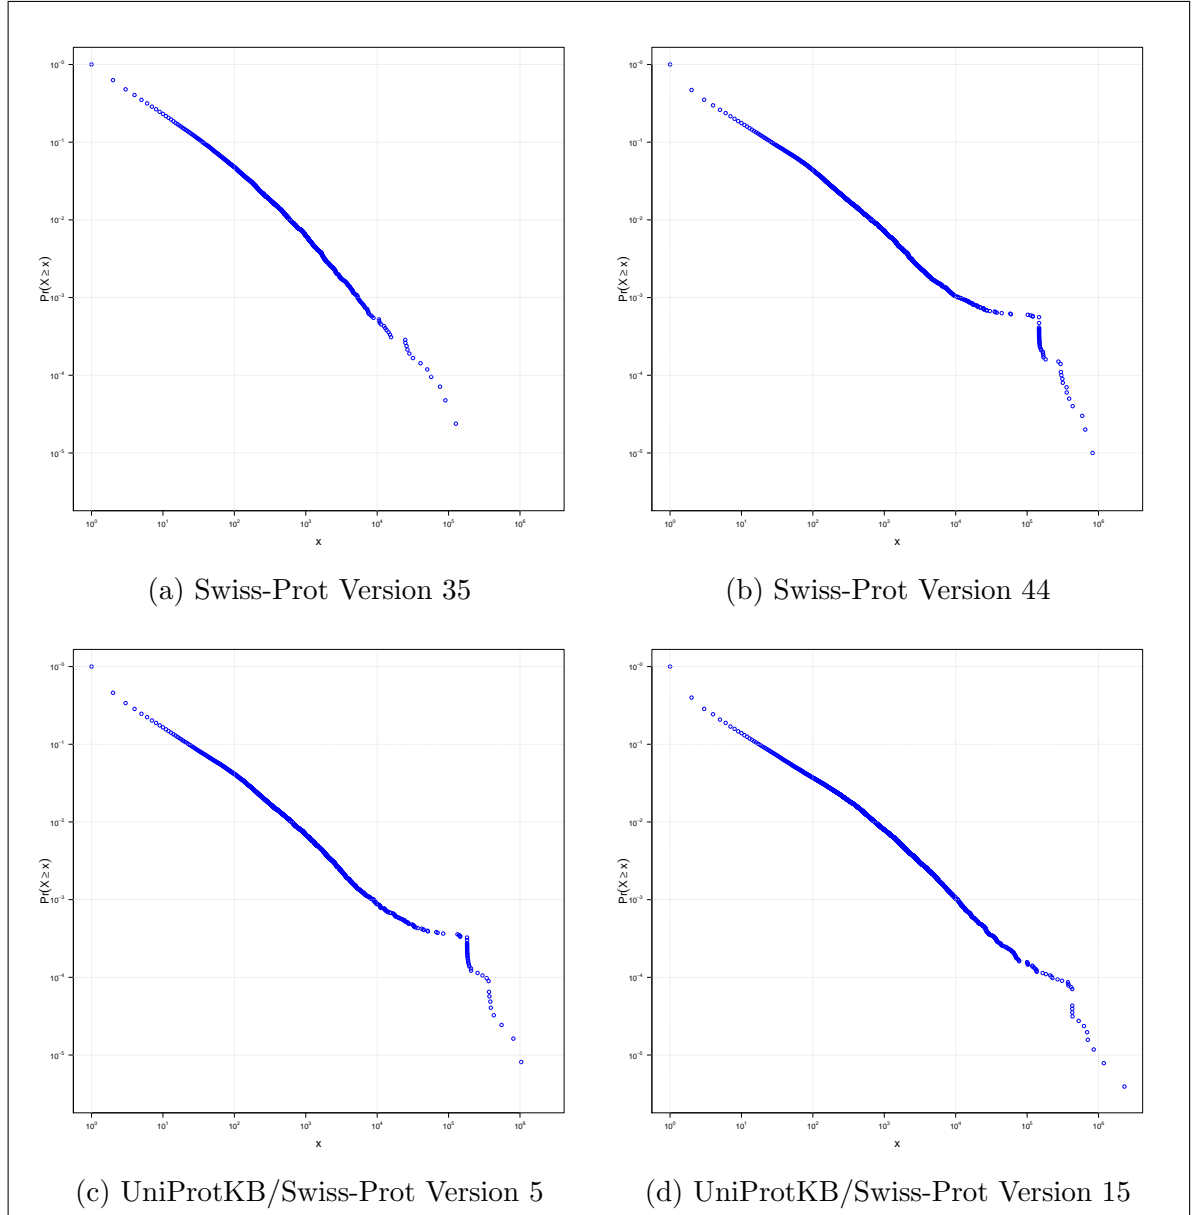 10⁰
10⁻¹
10⁻²
10⁻³
10⁻⁴
10⁻⁵
Pr(X ≥ x)
10⁰ 10¹ 10² 10³ 10⁴ 10⁵ 10⁶
x
(a) Swiss-Prot Version 35
10⁰
10⁻¹
10⁻²
10⁻³
10⁻⁴
10⁻⁵
Pr(X ≥ x)
10⁰ 10¹ 10² 10³ 10⁴ 10⁵ 10⁶
x
(b) Swiss-Prot Version 44
10⁰
10⁻¹
10⁻²
10⁻³
10⁻⁴
10⁻⁵
Pr(X ≥ x)
10⁰ 10¹ 10² 10³ 10⁴ 10⁵ 10⁶
x
(c) UniProtKB/Swiss-Prot Version 5
10⁰
10⁻¹
10⁻²
10⁻³
10⁻⁴
10⁻⁵
Pr(X ≥ x)
10⁰ 10¹ 10² 10³ 10⁴ 10⁵ 10⁶
x
(d) UniProtKB/Swiss-Prot Version 15